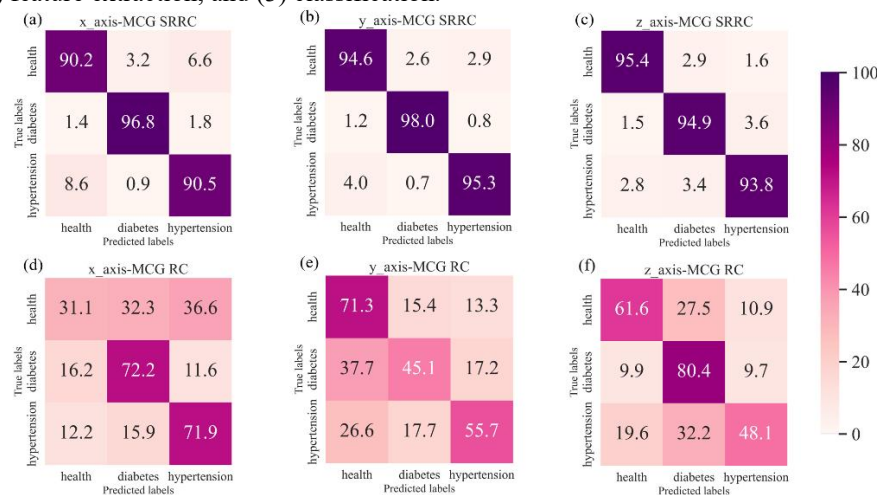 feature extraction, and (3) classification.
(a) x_axis-MCG SRRC
True labels
health
diabetes
hypertension
90.2 3.2 6.6
1.4 96.8 1.8
8.6 0.9 90.5
health diabetes hypertension
Predicted labels
(b) y_axis-MCG SRRC
True labels
health
diabetes
hypertension
94.6 2.6 2.9
1.2 98.0 0.8
4.0 0.7 95.3
health diabetes hypertension
Predicted labels
(c) z_axis-MCG SRRC
True labels
health
diabetes
hypertension
95.4 2.9 1.6
1.5 94.9 3.6
2.8 3.4 93.8
health diabetes hypertension
Predicted labels
(d) x_axis-MCG RC
True labels
health
diabetes
hypertension
31.1 32.3 36.6
16.2 72.2 11.6
12.2 15.9 71.9
health diabetes hypertension
Predicted labels
(e) y_axis-MCG RC
True labels
health
diabetes
hypertension
71.3 15.4 13.3
37.7 45.1 17.2
26.6 17.7 55.7
health diabetes hypertension
Predicted labels
(f) z_axis-MCG RC
True labels
health
diabetes
hypertension
61.6 27.5 10.9
9.9 80.4 9.7
19.6 32.2 48.1
health diabetes hypertension
Predicted labels
100
80
60
40
20
0